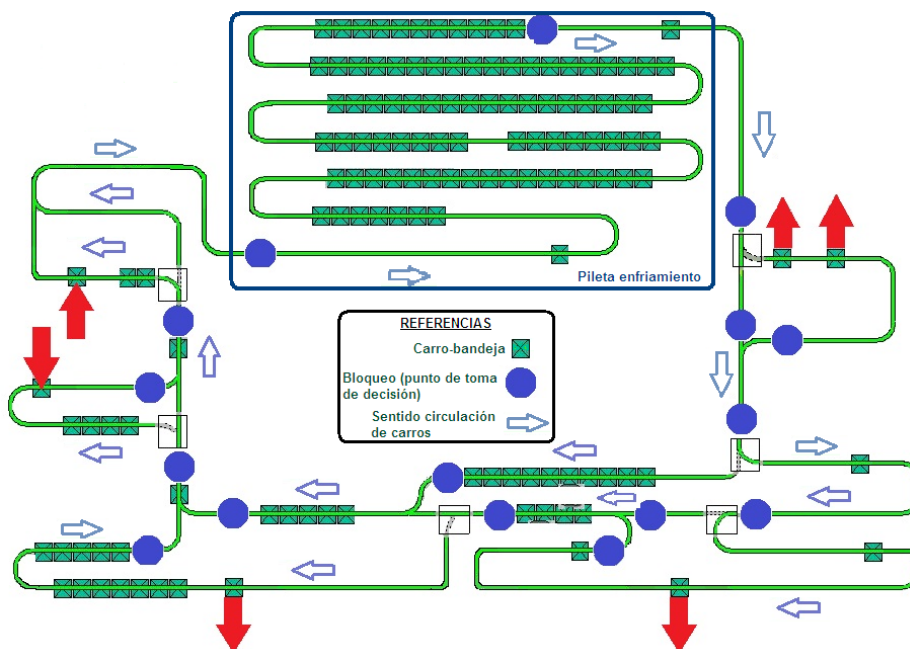 Pileta enfriamiento
REFERENCIAS
Carro-bandeja
Bloqueo (punto de toma
de decisión)
Sentido circulación
de carros